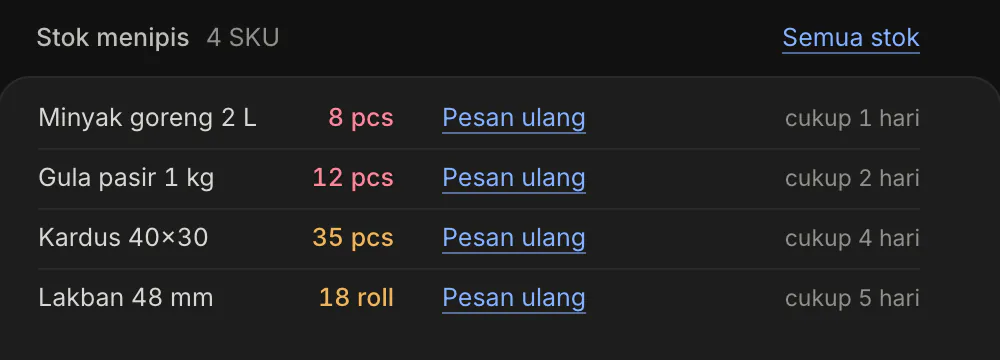 Stok menipis 4 SKU Semua stok
Minyak goreng 2 L 8 pcs Pesan ulang cukup 1 hari
Gula pasir 1 kg 12 pcs Pesan ulang cukup 2 hari
Kardus 40×30 35 pcs Pesan ulang cukup 4 hari
Lakban 48 mm 18 roll Pesan ulang cukup 5 hari